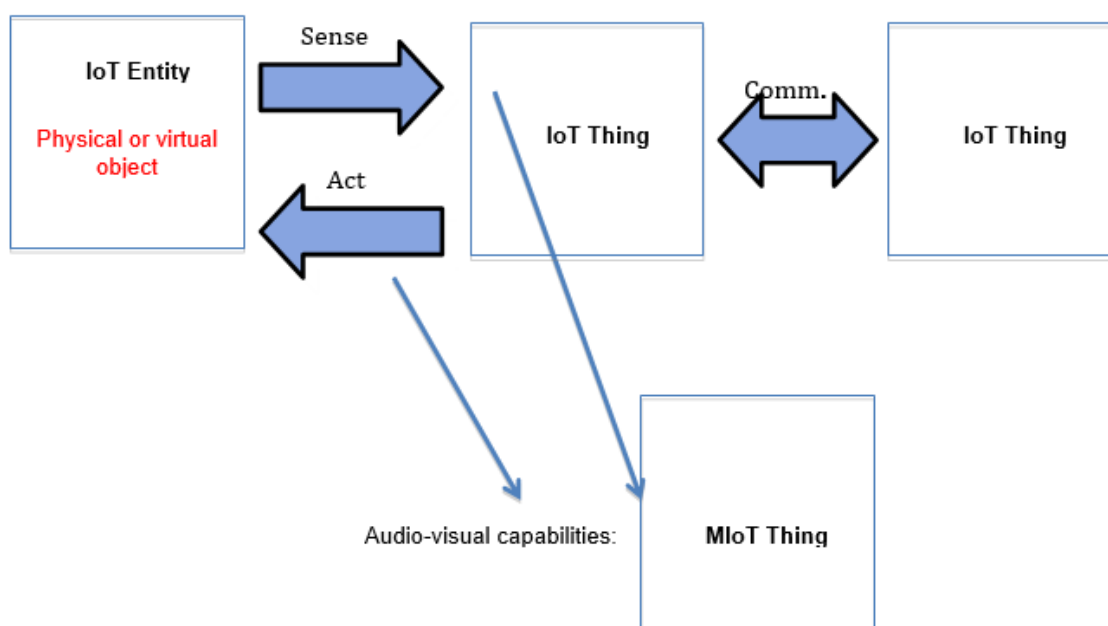 Sense
IoT Entity
Physical or virtual
object
Act
IoT Thing
Comm.
IoT Thing
Audio-visual capabilities:
MIoT Thing